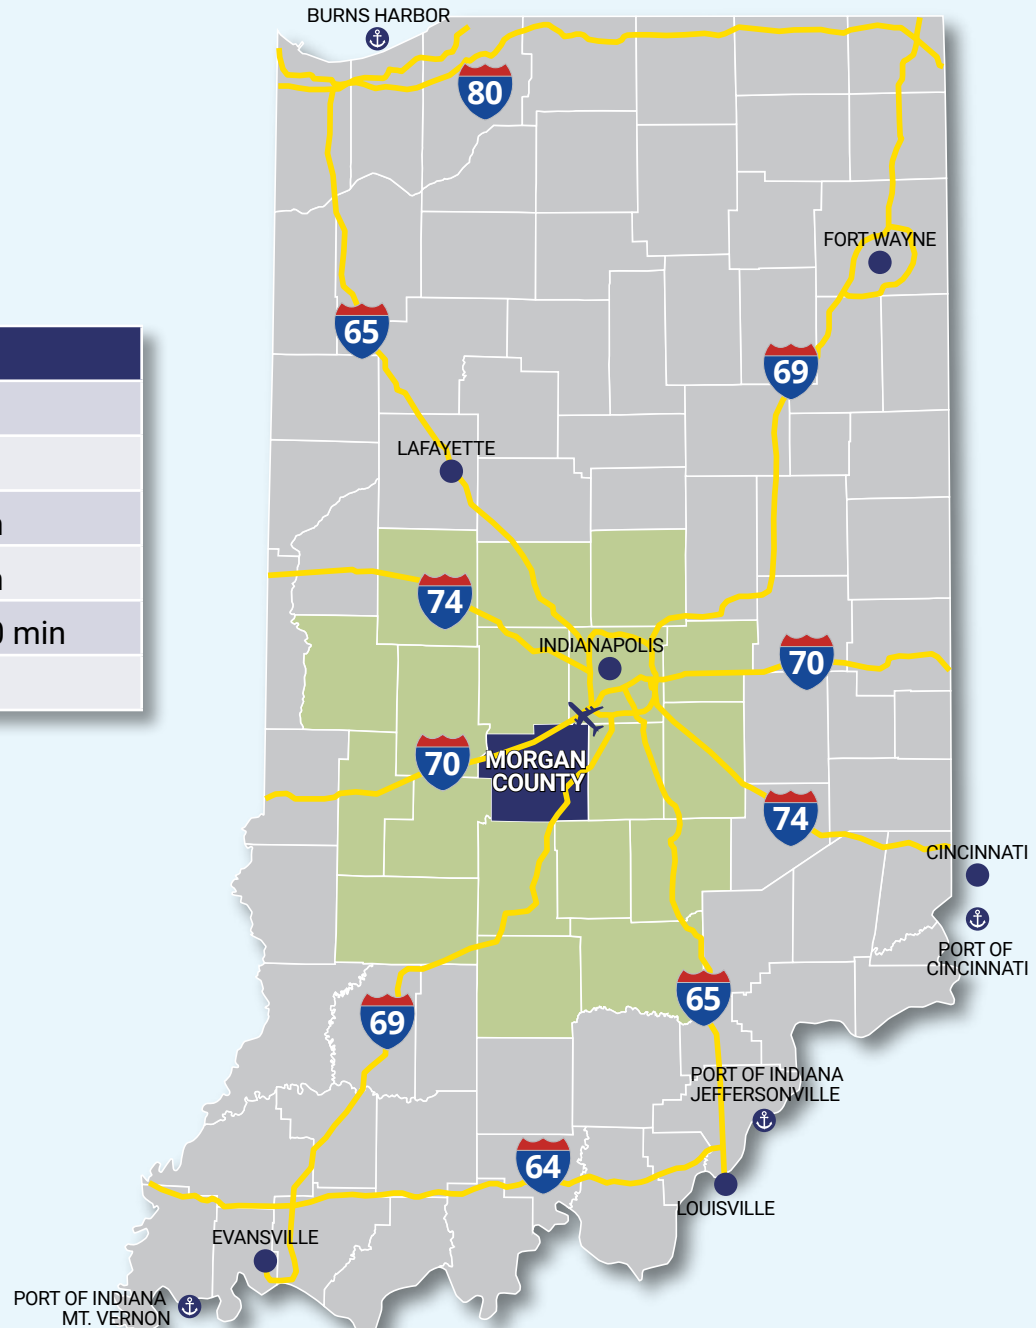 BURNS HARBOR
80
FORT WAYNE
65
69
LAFAYETTE
74
INDIANAPOLIS
70
70
MORGAN
COUNTY
min
74
CINCINNATI
PORT OF
CINCINNATI
65
69
PORT OF INDIANA
JEFFERSONVILLE
64
LOUISVILLE
EVANSVILLE
PORT OF INDIANA
MT. VERNON